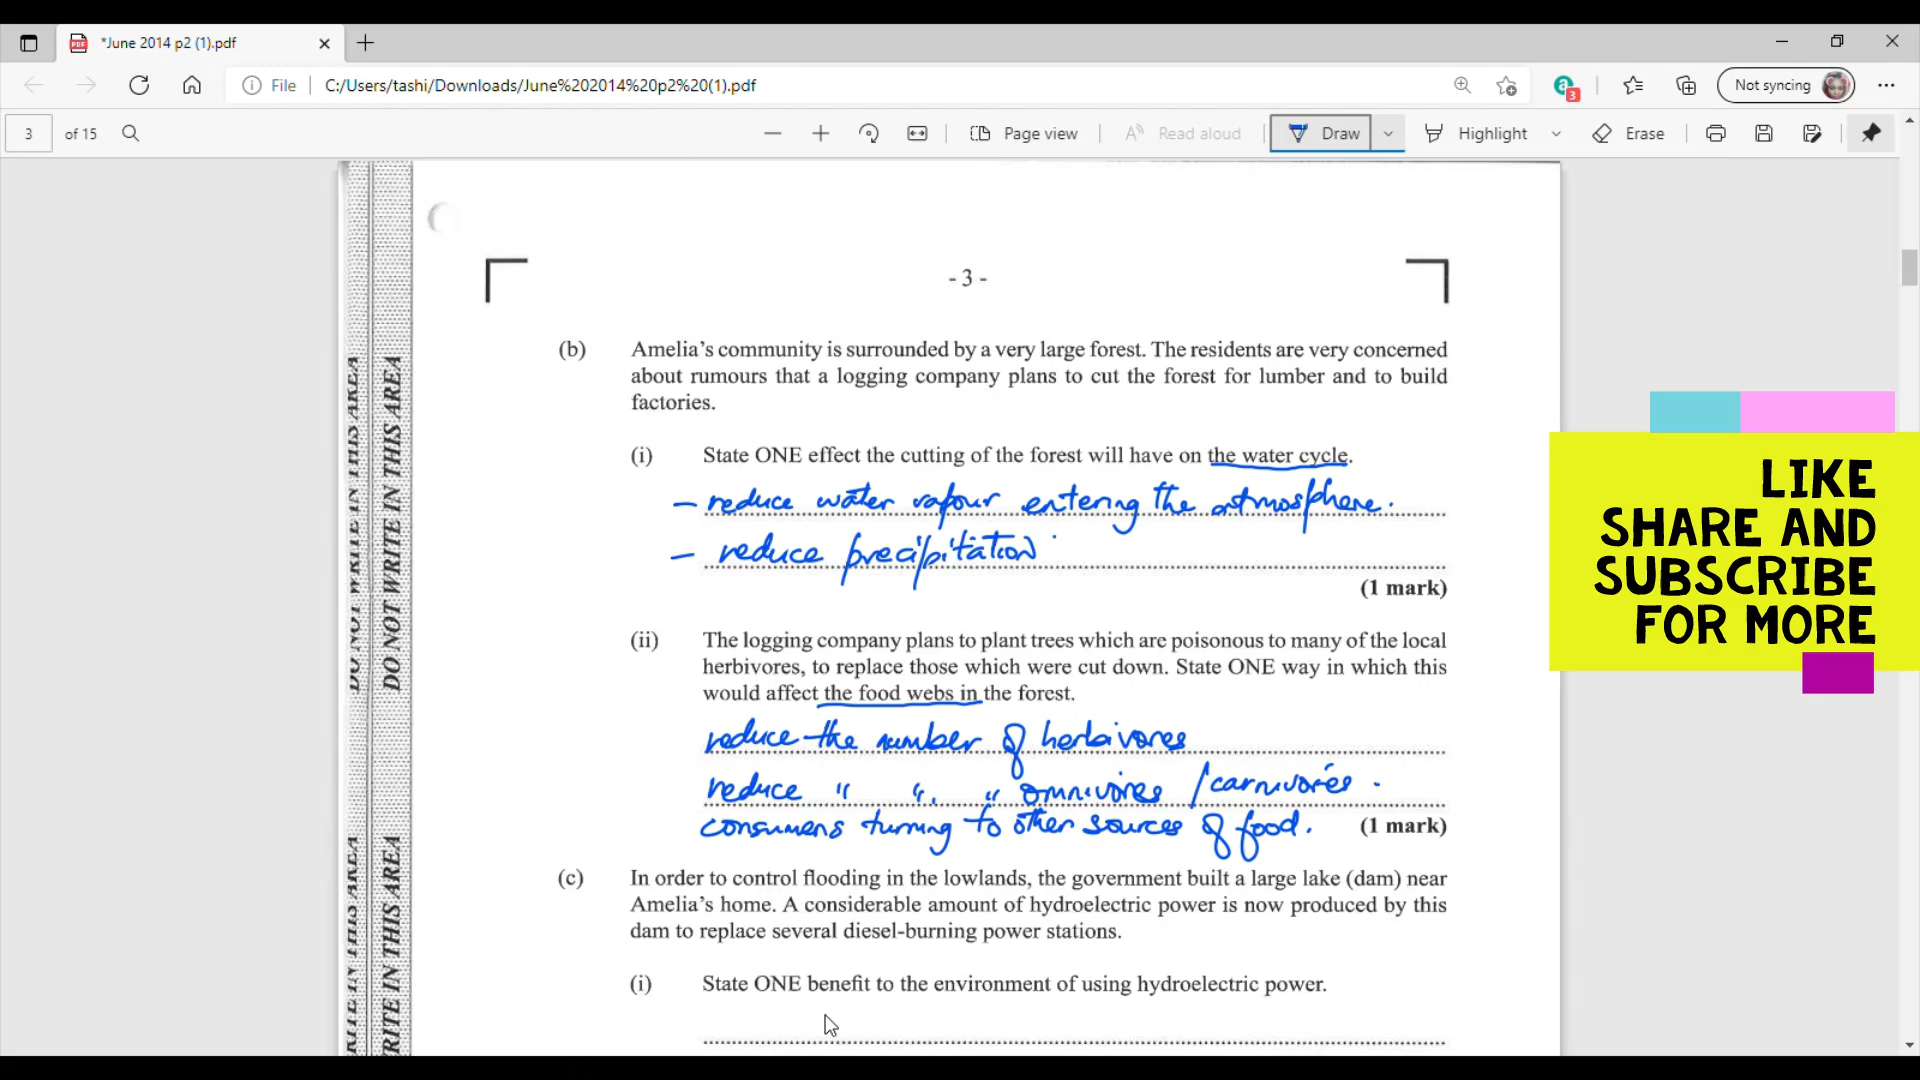 *June 2014 p2 (1).pdf
File
C:/Users/tashi/Downloads/June%202014%20p2%20(1).pdf
3
Not syncing
3 of 15
Page view
Read aloud
Draw
Highlight
Erase
- 3 -
(b) Amelia's community is surrounded by a very large forest. The residents are very concerned
about rumours that a logging company plans to cut the forest for lumber and to build
factories.
(i) State ONE effect the cutting of the forest will have on the water cycle.
- reduce water vapour entering the atmosphere.
- reduce precipitation
(1 mark)
(ii) The logging company plans to plant trees which are poisonous to many of the local
herbivores, to replace those which were cut down. State ONE way in which this
would affect the food webs in the forest.
reduce the number of herbivores
reduce " " " omnivores / carnivores.
consumers turning to other sources of food. (1 mark)
(c) In order to control flooding in the lowlands, the government built a large lake (dam) near
Amelia's home. A considerable amount of hydroelectric power is now produced by this
dam to replace several diesel-burning power stations.
(i) State ONE benefit to the environment of using hydroelectric power.
DO NOT WRITE IN THIS AREA
DO NOT WRITE IN THIS AREA
WRITE IN THIS AREA
WRITE IN THIS AREA
LIKE
SHARE AND
SUBSCRIBE
FOR MORE